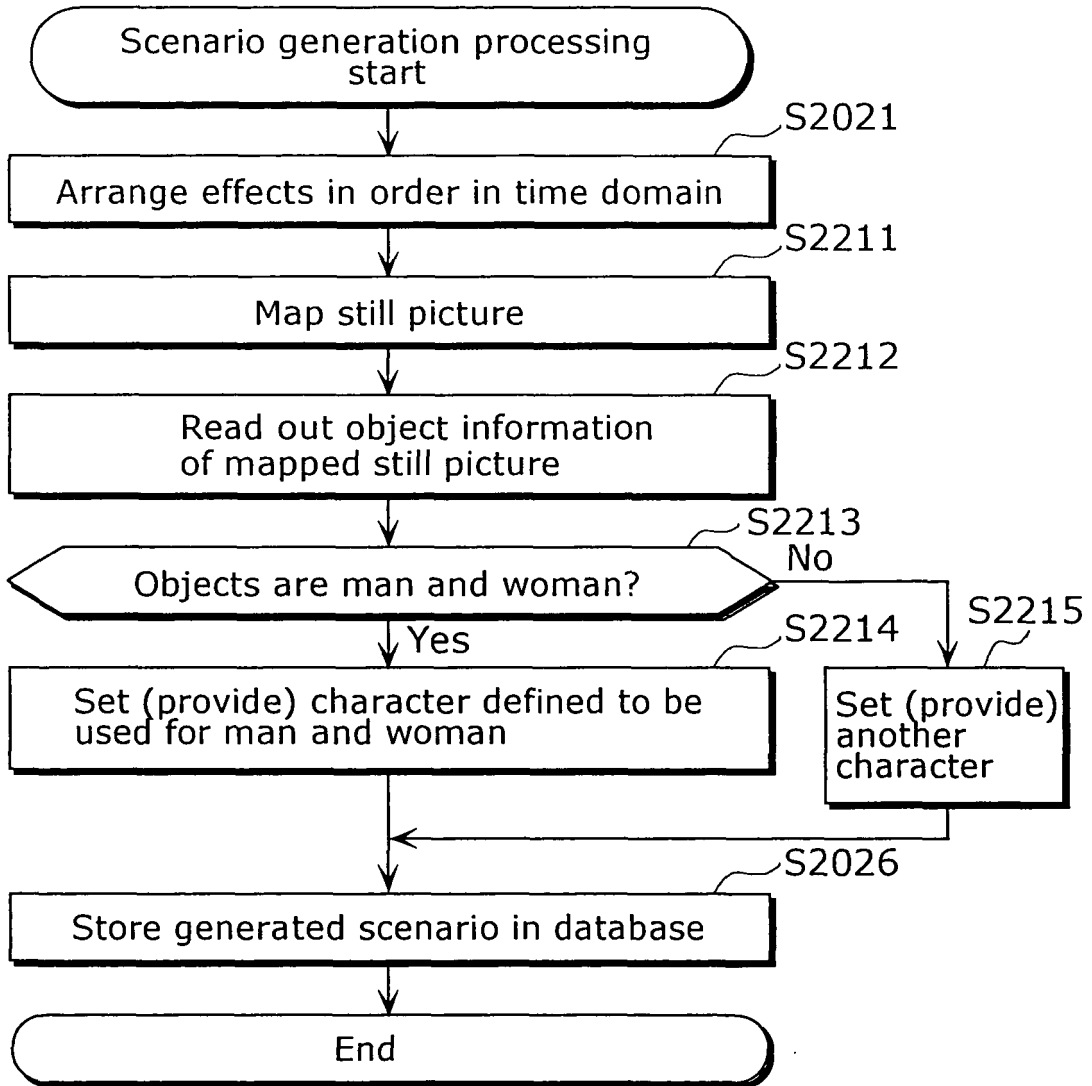 Scenario generation processing
start
S2021
Arrange effects in order in time domain
S2211
Map still picture
S2212
Read out object information
of mapped still picture
S2213
Objects are man and woman?
No
Yes
S2214
Set (provide) character defined to be
used for man and woman
S2215
Set (provide)
another
character
S2026
Store generated scenario in database
End